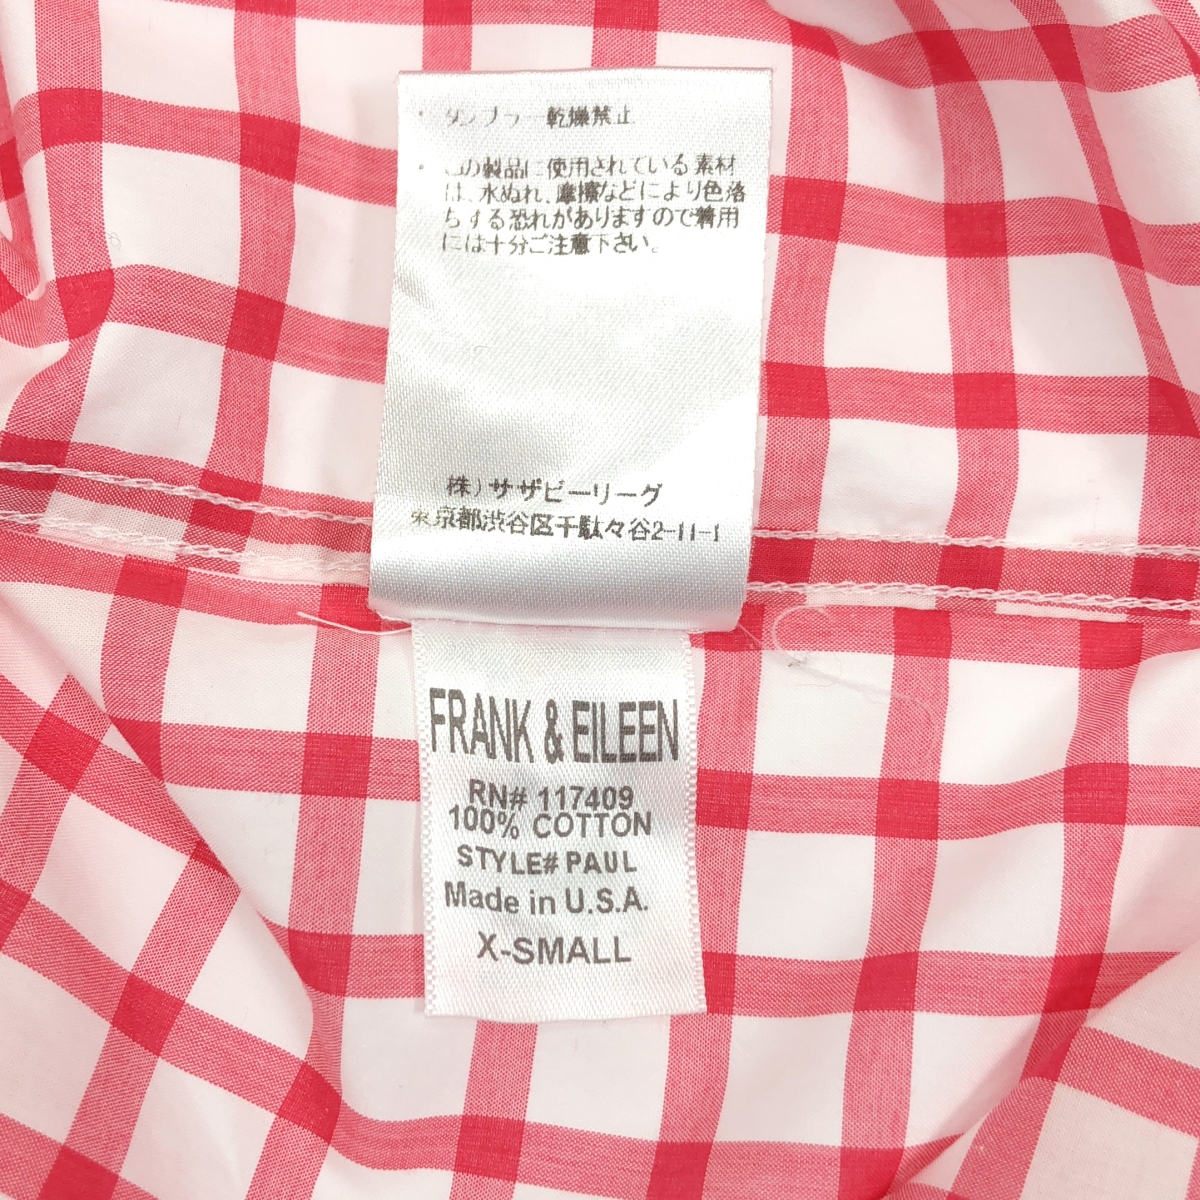 ・ タンブラー乾燥禁止
・ この製品に使用されている素材
は、水ぬれ、摩擦などにより色落
ちする恐れがありますので着用
には十分ご注意下さい。
株）サザビーリーグ
東京都渋谷区千駄々谷2-11-1
FRANK & EILEEN
RN# 117409
100% COTTON
STYLE# PAUL
Made in U.S.A.
X-SMALL